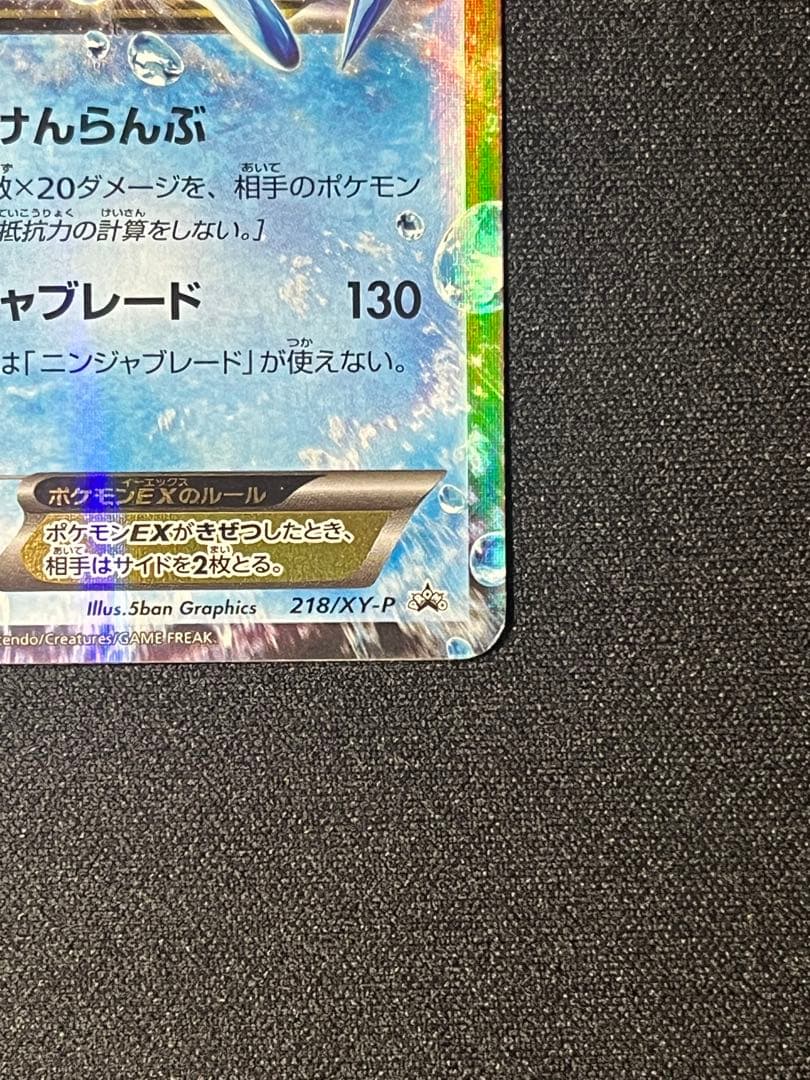 けんらんぶ
数×20ダメージを、相手のポケモン
抵抗力の計算をしない。]
ャブレード 130
は「ニンジャブレード」が使えない。
ポケモンEXのルール
ポケモンEXがきぜつしたとき、
相手はサイドを2枚とる。
Illus.5ban Graphics 218/XY-P
tendo/Creatures/GAME FREAK.